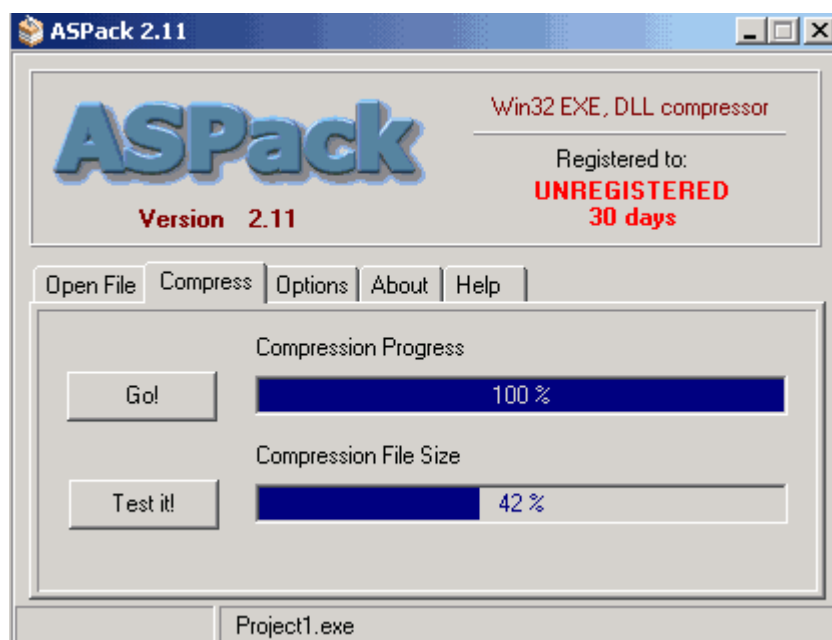 ASPack 2.11
ASPack
Version 2.11
Win32 EXE, DLL compressor
Registered to:
UNREGISTERED
30 days
Open File Compress Options About Help
Compression Progress
Go! 100 %
Compression File Size
Test it! 42 %
Project1.exe